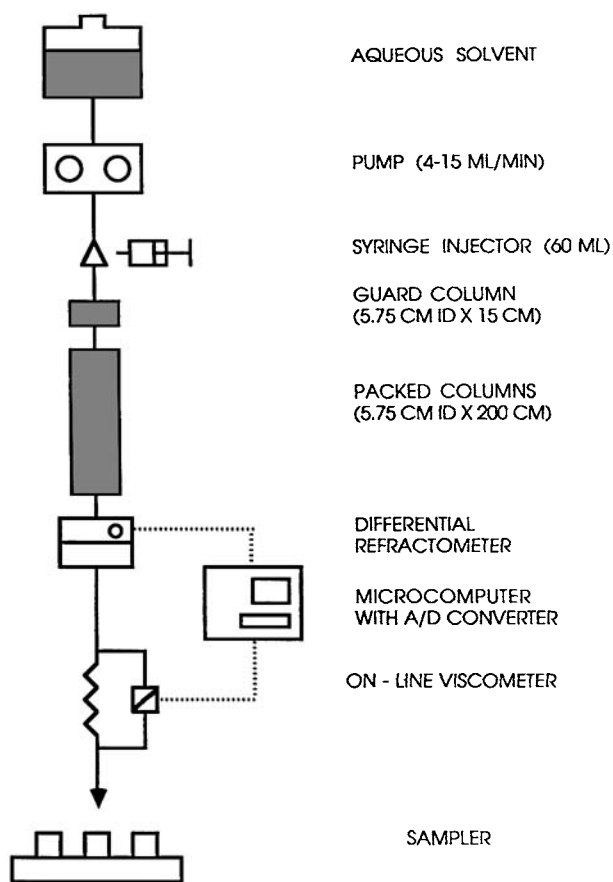 AQUEOUS SOLVENT
PUMP (4-15 ML/MIN)
SYRINGE INJECTOR (60 ML)
GUARD COLUMN
(5.75 CM ID X 15 CM)
PACKED COLUMNS
(5.75 CM ID X 200 CM)
DIFFERENTIAL
REFRACTOMETER
MICROCOMPUTER
WITH A/D CONVERTER
ON - LINE VISCOMETER
SAMPLER